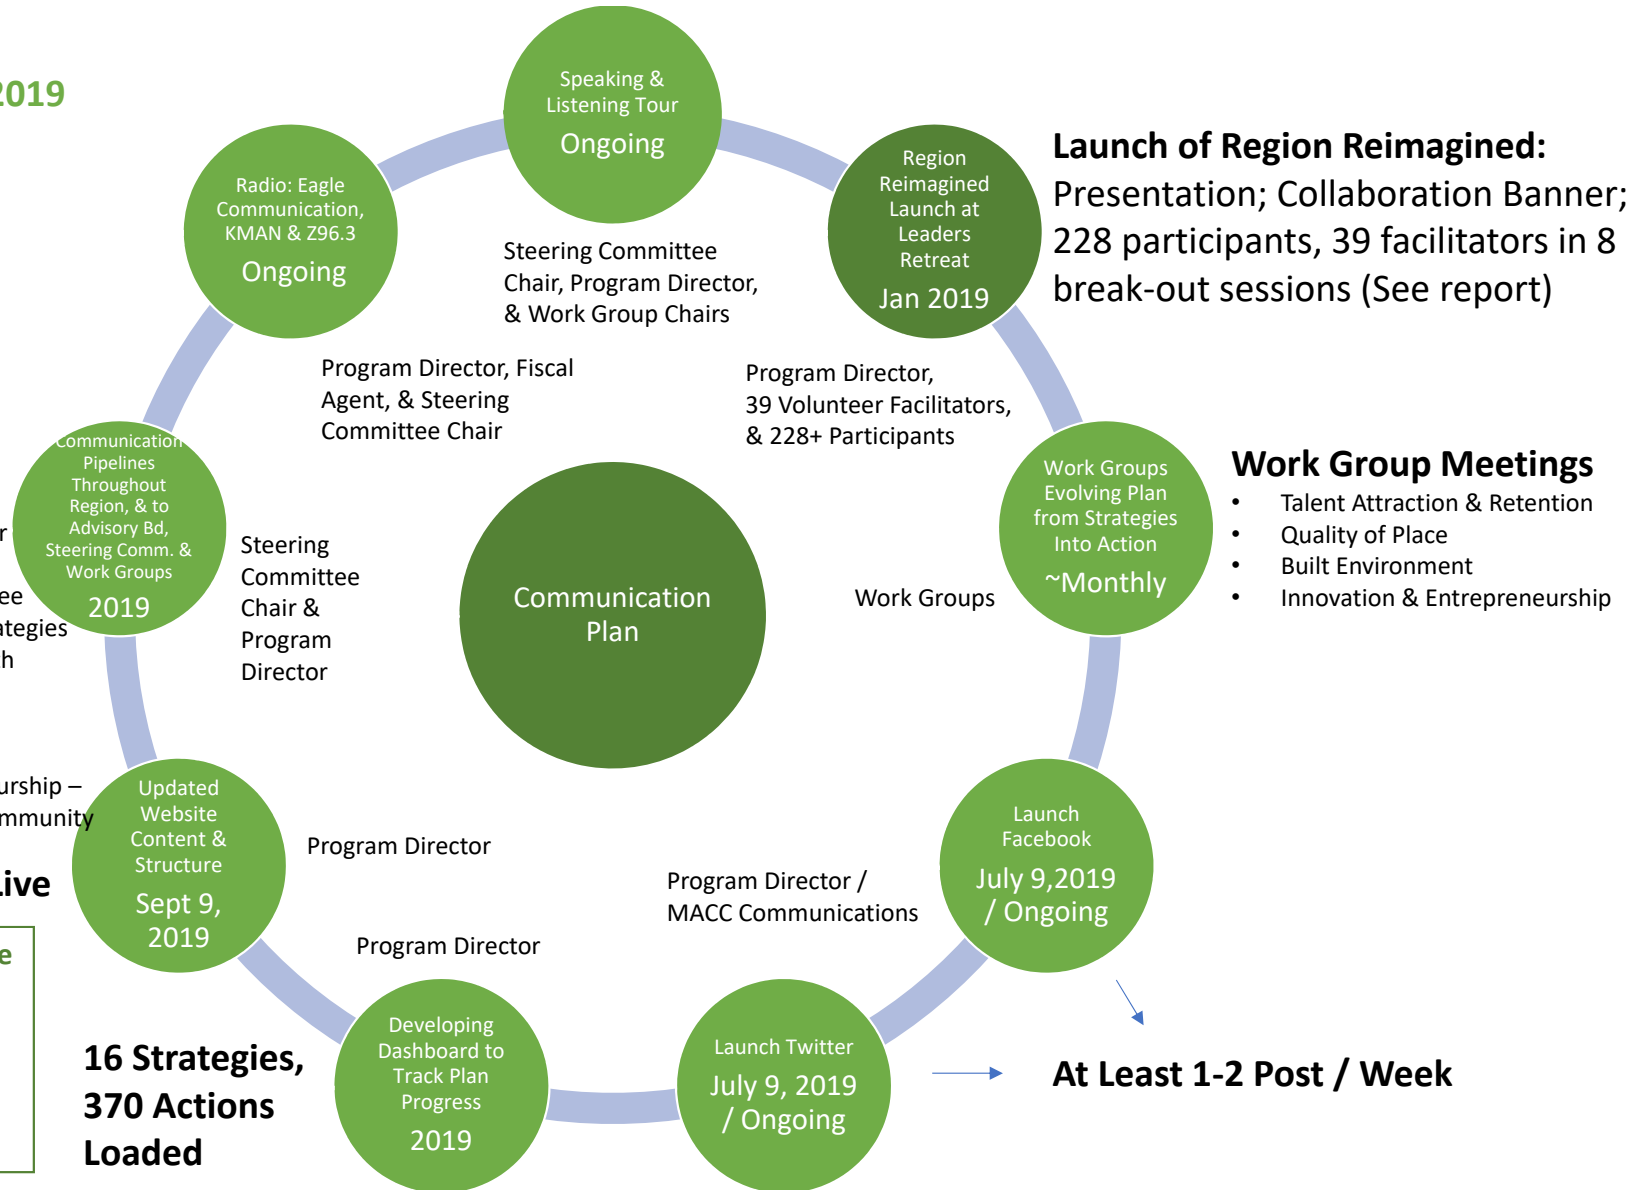 2019
Speaking &
Listening Tour
Ongoing
Radio: Eagle
Communication,
KMAN & Z96.3
Ongoing
Region
Reimagined
Launch at
Leaders
Retreat
Jan 2019
Launch of Region Reimagined:
Presentation; Collaboration Banner;
228 participants, 39 facilitators in 8
break-out sessions (See report)
Steering Committee
Chair, Program Director,
& Work Group Chairs
Program Director, Fiscal
Agent, & Steering
Committee Chair
Program Director,
39 Volunteer Facilitators,
& 228+ Participants
Communication
Pipelines
Throughout
Region, & to
Advisory Bd,
Steering Comm. &
Work Groups
2019
Steering
Committee
Chair &
Program
Director
Communication
Plan
Work Groups
Work Groups
Evolving Plan
from Strategies
Into Action
~Monthly
Work Group Meetings
• Talent Attraction & Retention
• Quality of Place
• Built Environment
• Innovation & Entrepreneurship
urship –
Updated
Website
Content &
Structure
Sept 9,
2019
Program Director
Program Director /
MACC Communications
Launch
Facebook
July 9,2019
/ Ongoing
Program Director
16 Strategies,
370 Actions
Loaded
Developing
Dashboard to
Track Plan
Progress
2019
Launch Twitter
July 9, 2019
/ Ongoing
At Least 1-2 Post / Week